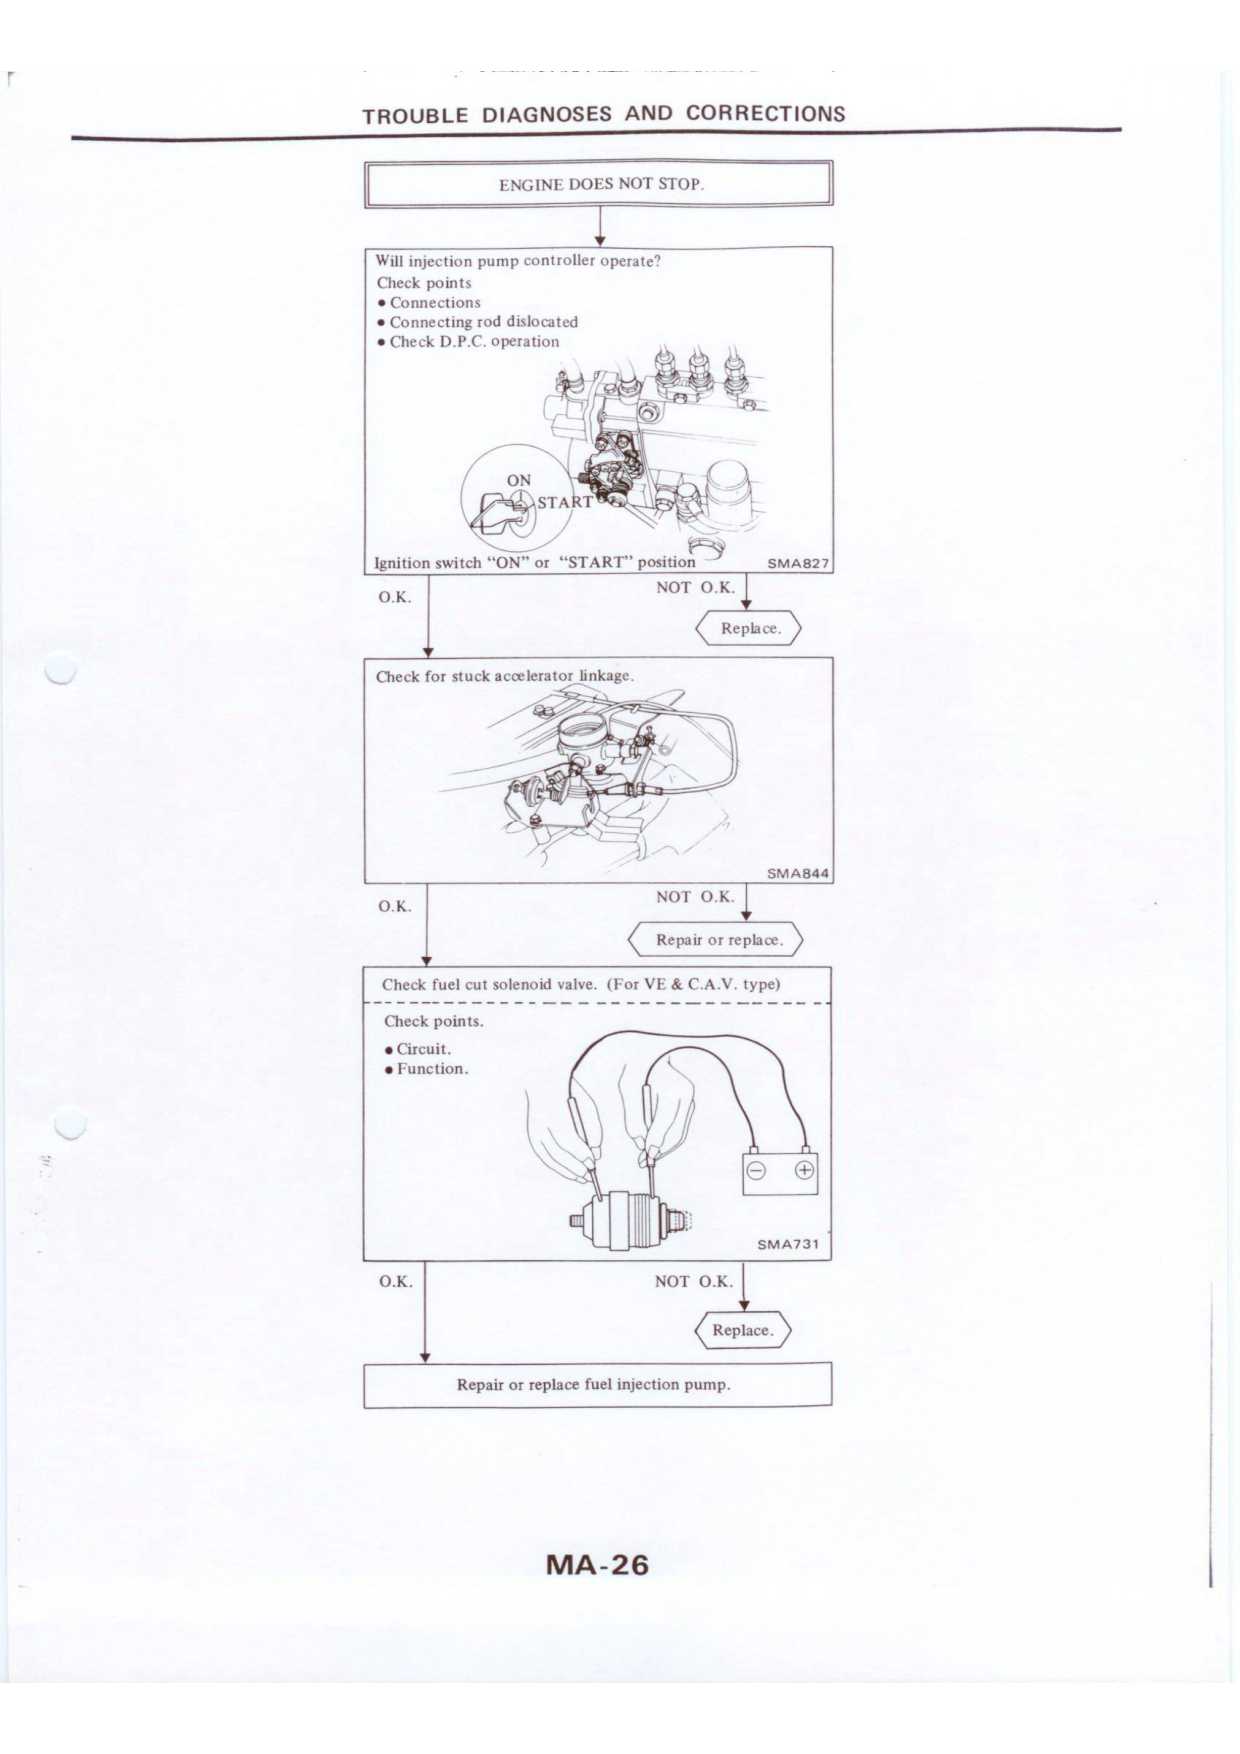 TROUBLE DIAGNOSES AND CORRECTIONS
ENGINE DOES NOT STOP.
Will injection pump controller operate?
Check points
● Connections
● Connecting rod dislocated
● Check D.P.C. operation
ON
START
Ignition switch “ON” or “START” position
SMA827
O.K.
NOT O.K.
Replace.
Check for stuck accelerator linkage.
SMA844
O.K.
NOT O.K.
Repair or replace.
Check fuel cut solenoid valve. (For VE & C.A.V. type)
Check points.
● Circuit.
● Function.
SMA731
O.K.
NOT O.K.
Replace.
Repair or replace fuel injection pump.
MA-26